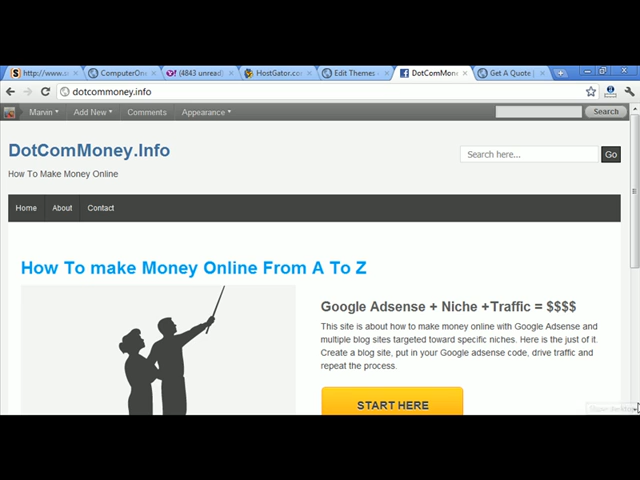 http://www.s
ComputerOn
(4843 unread)
HostGator.c
Edit Themes
DotComMone
Get A Quote
dotcommoney.info
Marvin
Add New
Comments
Appearance
Search
DotComMoney.Info
Search here...
Go
How To Make Money Online
Home
About
Contact
How To make Money Online From A To Z
Google Adsense + Niche +Traffic = $$$$
This site is about how to make money online with Google Adsense and
multiple blog sites targeted toward specific niches. Here is the just of it.
Create a blog site, put in your Google adsense code, drive traffic and
repeat the process.
START HERE